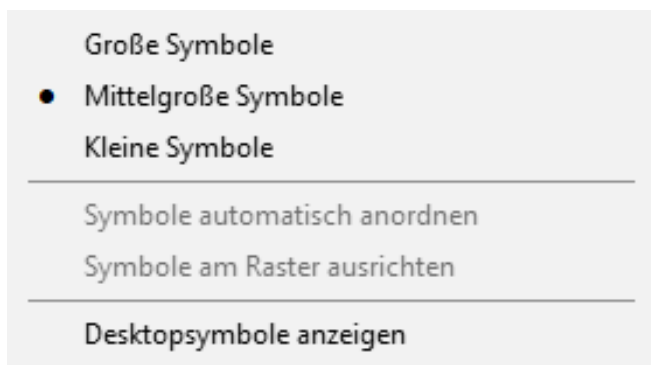 Große Symbole
Mittelgroße Symbole
Kleine Symbole
Symbole automatisch anordnen
Symbole am Raster ausrichten
Desktopsymbole anzeigen